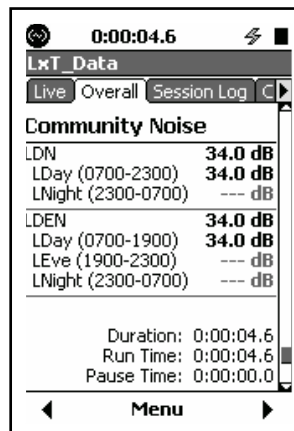 0:00:04.6
LxT_Data
Live Overall Session Log C
Community Noise
LDN 34.0 dB
LDay (0700-2300) 34.0 dB
LNight (2300-0700) --- dB
LDEN 34.0 dB
LDay (0700-1900) 34.0 dB
LEve (1900-2300) --- dB
LNight (2300-0700) --- dB
Duration: 0:00:04.6
Run Time: 0:00:04.6
Pause Time: 0:00:00.0
Menu